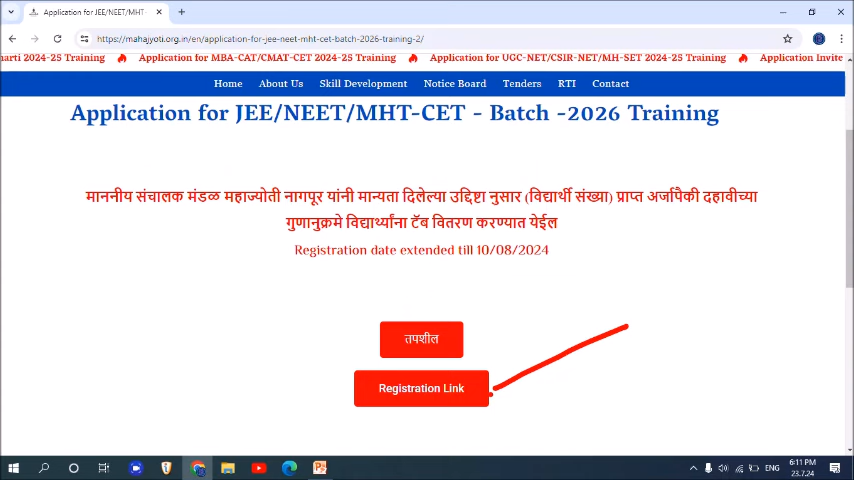 Application for JEE/NEET/MHT-
https://mahajyoti.org.in/en/application-for-jee-neet-mht-cet-batch-2026-training-2/
2024-25 Training Application for MBA-CAT/CMAT-CET 2024-25 Training Application for UGC-NET/CSIR-NET/MH-SET 2024-25 Training Application Invite
Home About Us Skill Development Notice Board Tenders RTI Contact
Application for JEE/NEET/MHT-CET - Batch -2026 Training
माननीय संचालक मंडळ महाज्योती नागपूर यांनी मान्यता दिलेल्या उद्दिष्टा नुसार (विद्यार्थी संख्या) प्राप्त अर्जापैकी दहावीच्या
गुणानुक्रमे विद्यार्थ्यांना टॅब वितरण करण्यात येईल
Registration date extended till 10/08/2024
तपशील
Registration Link
ENG
6:11 PM
23.7.24